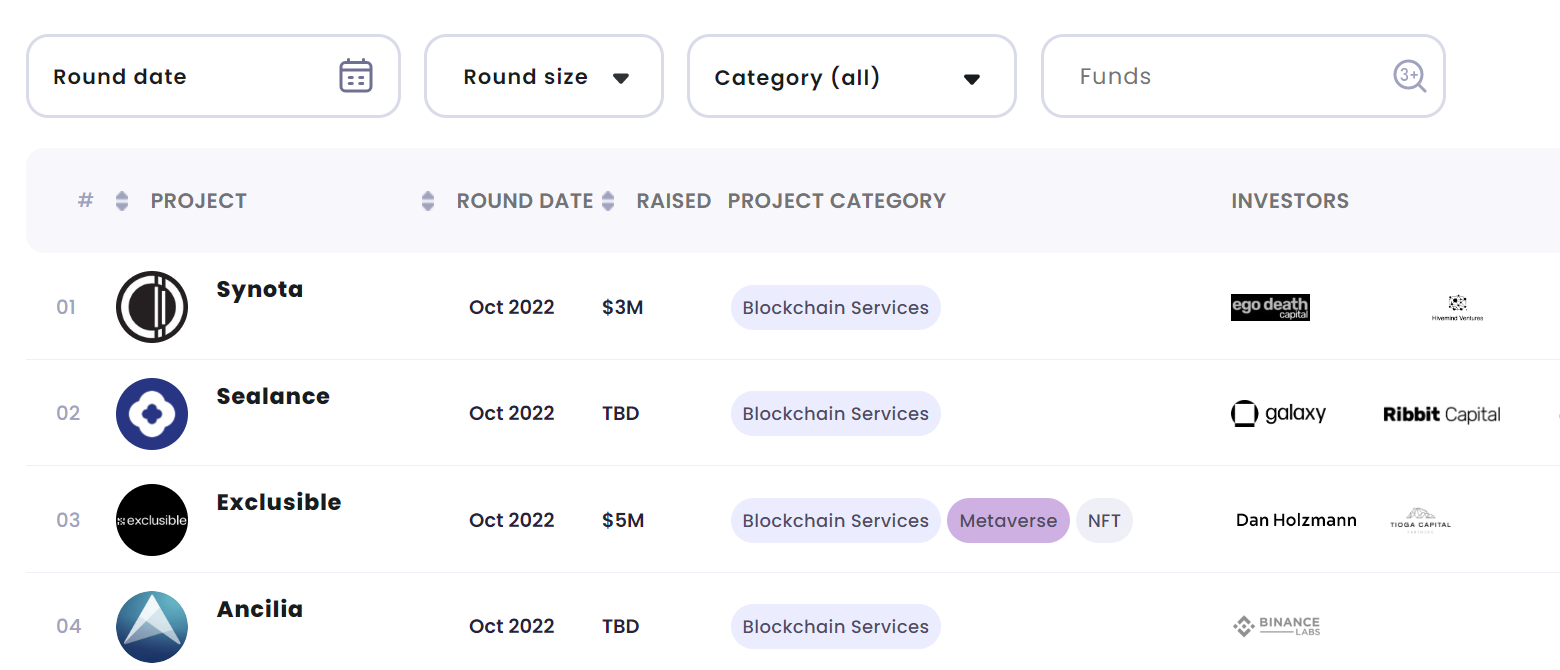 Round date
Round size
Category (all)
Funds
3+
# PROJECT ROUND DATE RAISED PROJECT CATEGORY INVESTORS
01 Synota Oct 2022 $3M Blockchain Services ego death capital Hivemind Ventures
02 Sealance Oct 2022 TBD Blockchain Services galaxy Ribbit Capital
03 exclusible Exclusible Oct 2022 $5M Blockchain Services Metaverse NFT Dan Holzmann TIOGA CAPITAL
04 Ancilia Oct 2022 TBD Blockchain Services BINANCE LABS